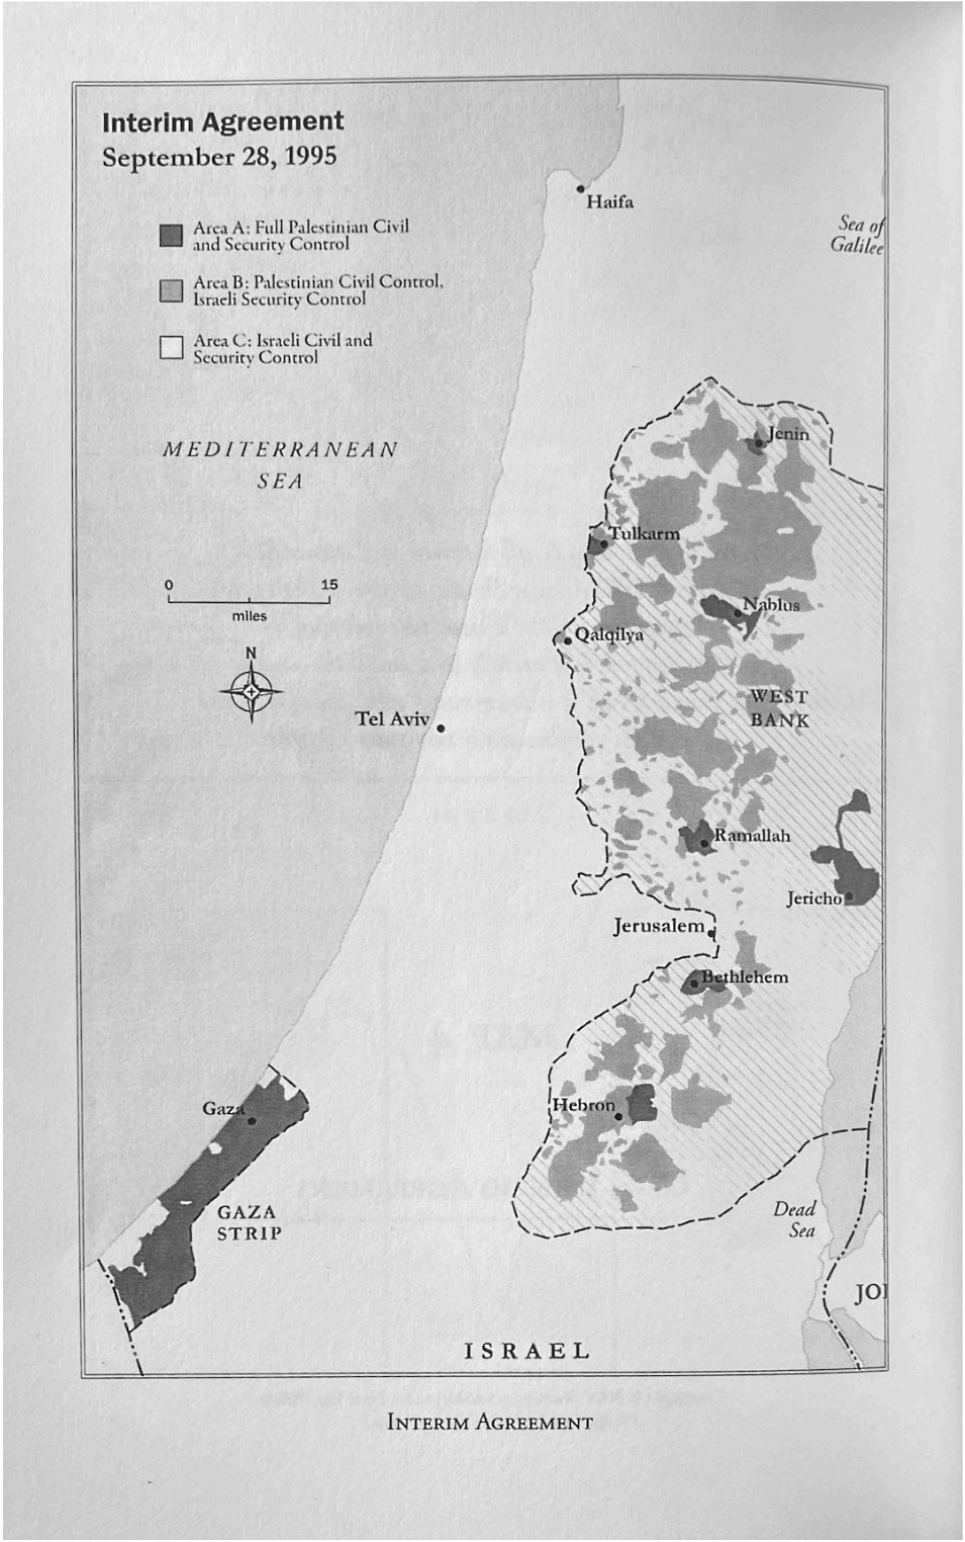 Interim Agreement
September 28, 1995
Area A: Full Palestinian Civil
and Security Control
Area B: Palestinian Civil Control,
Israeli Security Control
Area C: Israeli Civil and
Security Control
Haifa
Sea of
Galilee
MEDITERRANEAN
SEA
Jenin
Tulkarm
0 15
miles
Nablus
Qalqilya
N
WEST
BANK
Tel Aviv
Ramallah
Jericho
Jerusalem
Bethlehem
Gaza
Hebron
GAZA
STRIP
Dead
Sea
JO
ISRAEL
INTERIM AGREEMENT